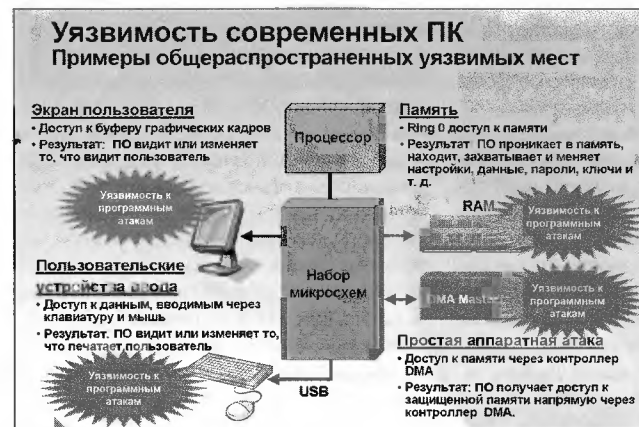 Уязвимость современных ПК
Примеры общераспространенных уязвимых мест
Экран пользователя
• Доступ к буферу графических кадров
• Результат: ПО видит или изменяет
то, что видит пользователь
Уязвимость к
программным
атакам
Пользовательские
устройства ввода
• Доступ к данным, вводимым через
клавиатуру и мышь
• Результат. ПО видит или изменяет то,
что печатает пользователь
Уязвимость к
программным
атакам
Процессор
Набор
микросхем
USB
Память
• Ring 0 доступ к памяти
• Результат ПО проникает в память,
находит, захватывает и меняет
настройки, данные, пароли, ключи и
т. д.
RAM
Уязвимость к
программным
атакам
DMA Master
Уязвимость к
программным
атакам
Простая аппаратная атака
• Доступ к памяти через контроллер
DMA
• Результат: ПО получает доступ к
защищенной памяти напрямую через
контроллер DMA.